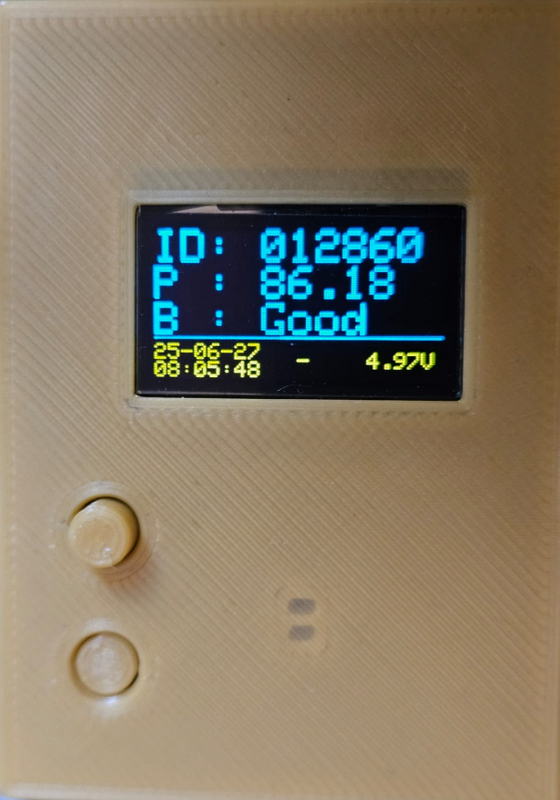 ID: 012860
P : 86.18
B : Good
25-06-27
08:05:48 - 4.97V